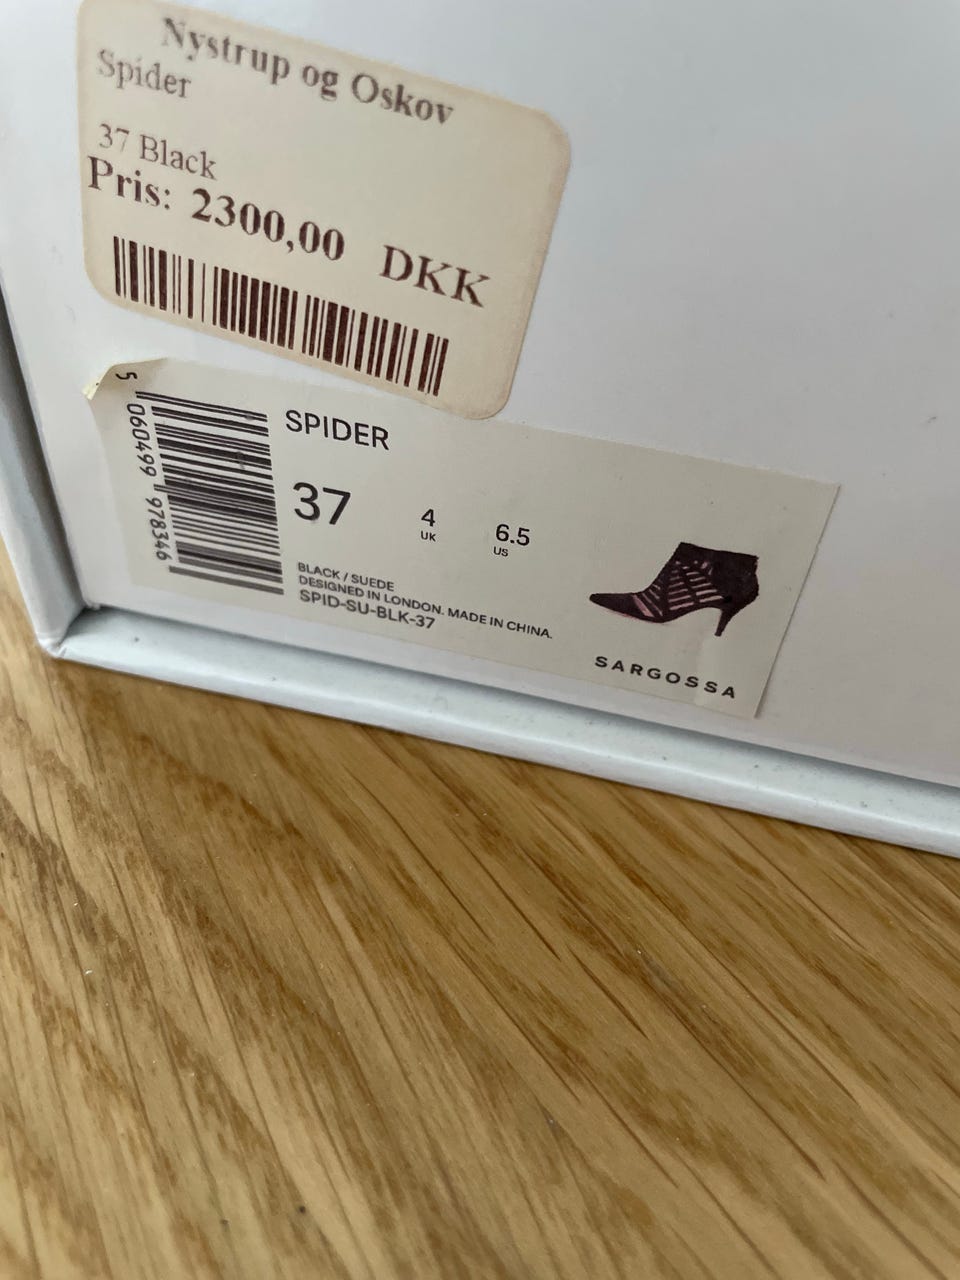 Nystrup og Oskov
Spider
37 Black
Pris: 2300,00 DKK
5 060499 978346
SPIDER
37
4
UK
6.5
US
BLACK / SUEDE
DESIGNED IN LONDON. MADE IN CHINA.
SPID-SU-BLK-37
SARGOSSA